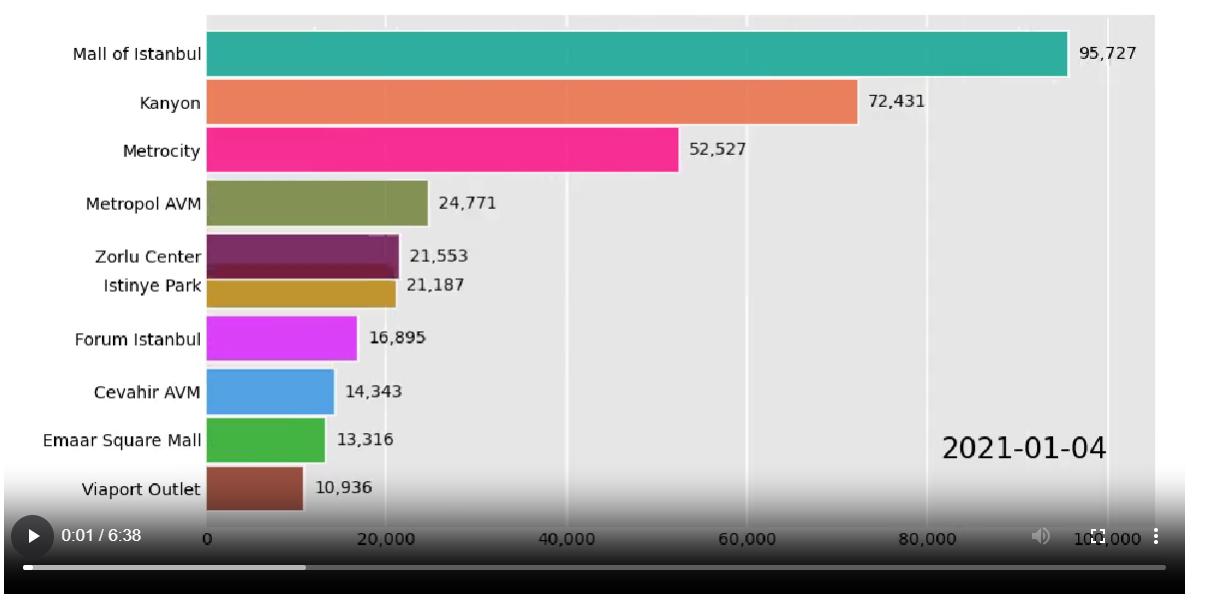 Mall of Istanbul 95,727
Kanyon 72,431
Metrocity 52,527
Metropol AVM 24,771
Zorlu Center 21,553
Istinye Park 21,187
Forum Istanbul 16,895
Cevahir AVM 14,343
Emaar Square Mall 13,316
2021-01-04
Viaport Outlet 10,936
0:01 / 6:38
0 20,000 40,000 60,000 80,000 100,000